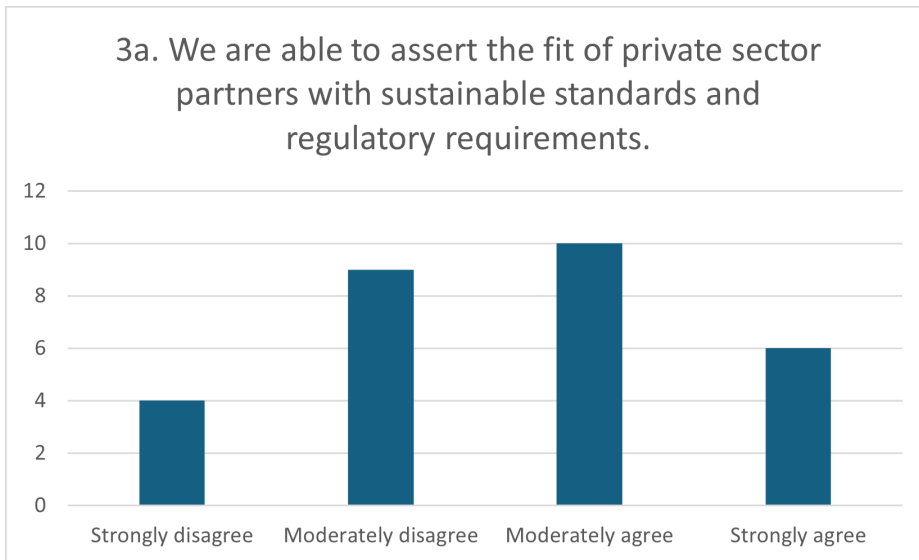 3a. We are able to assert the fit of private sector
partners with sustainable standards and
regulatory requirements.
12
10
8
6
4
2
0
Strongly disagree Moderately disagree Moderately agree Strongly agree